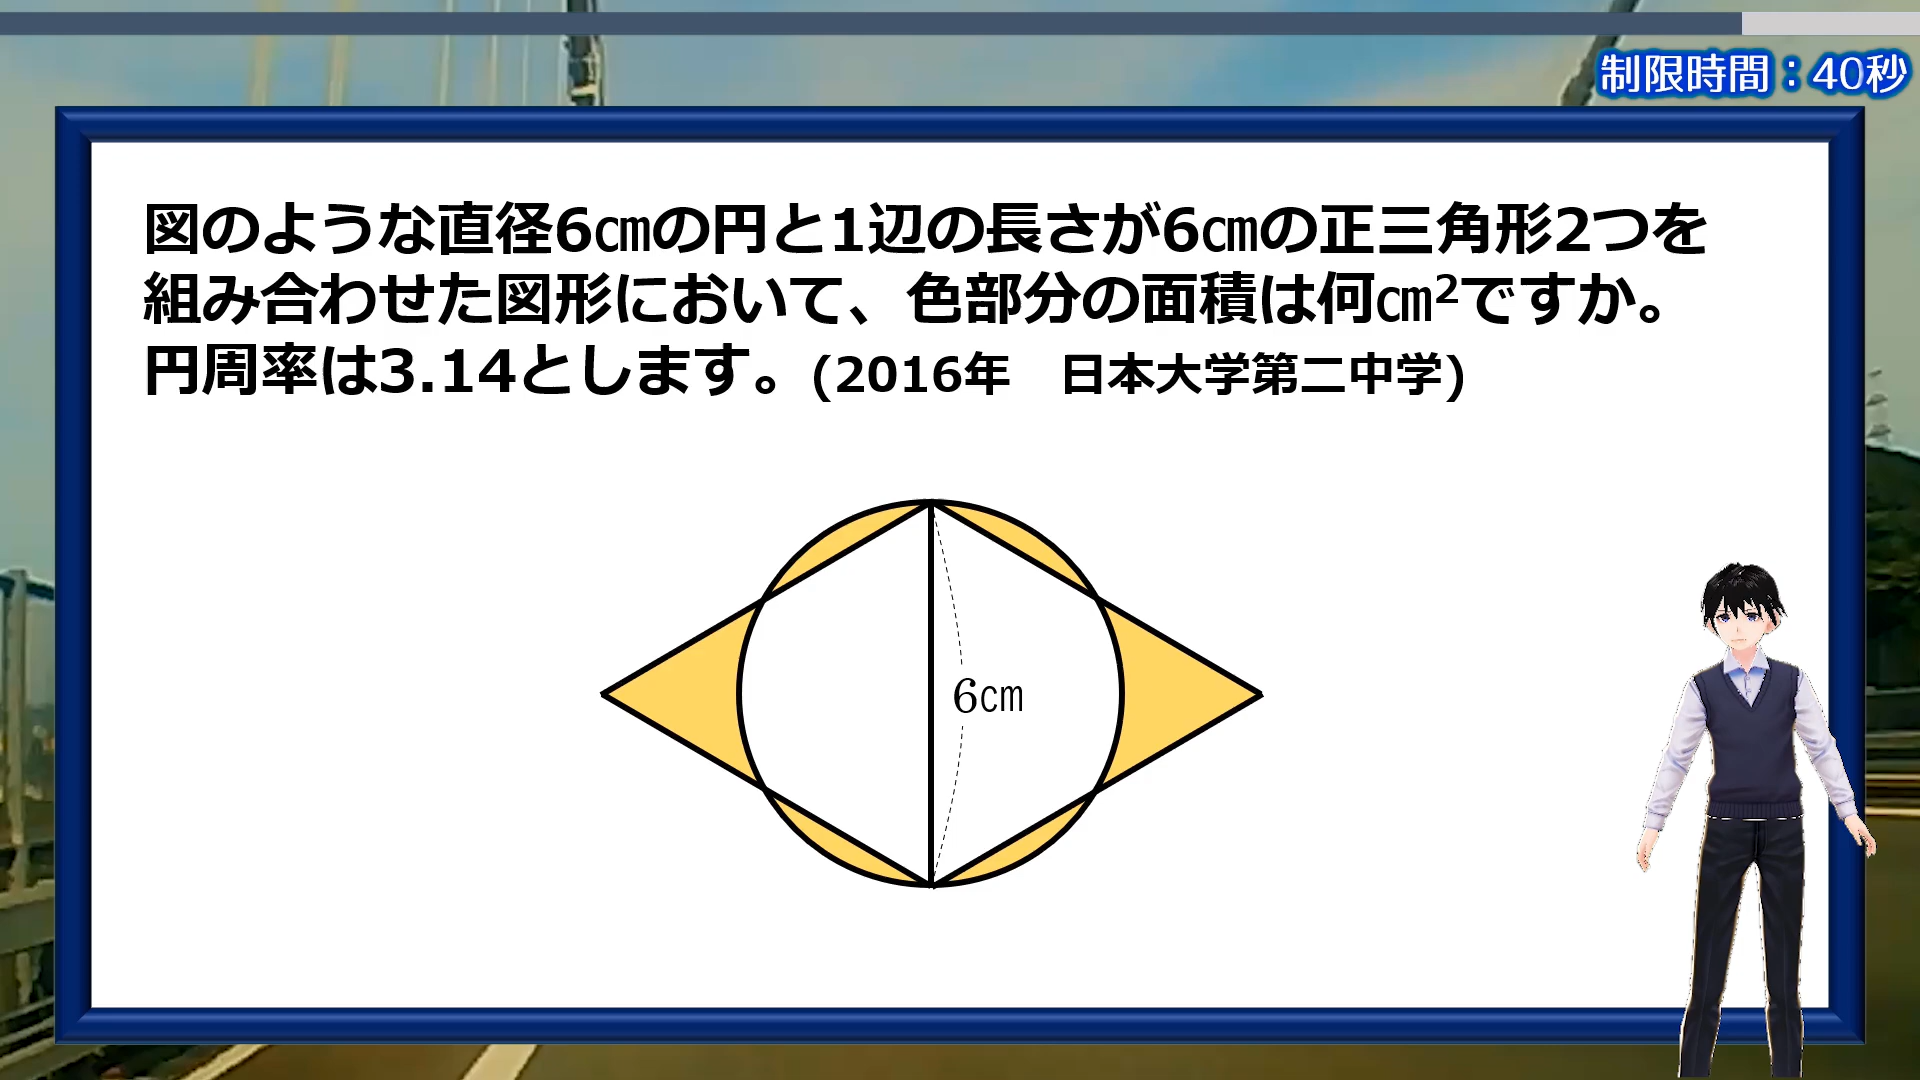 制限時間：40秒
図のような直径6㎝の円と1辺の長さが6㎝の正三角形2つを
組み合わせた図形において、色部分の面積は何㎝²ですか。
円周率は3.14とします。(2016年　日本大学第二中学)
6㎝